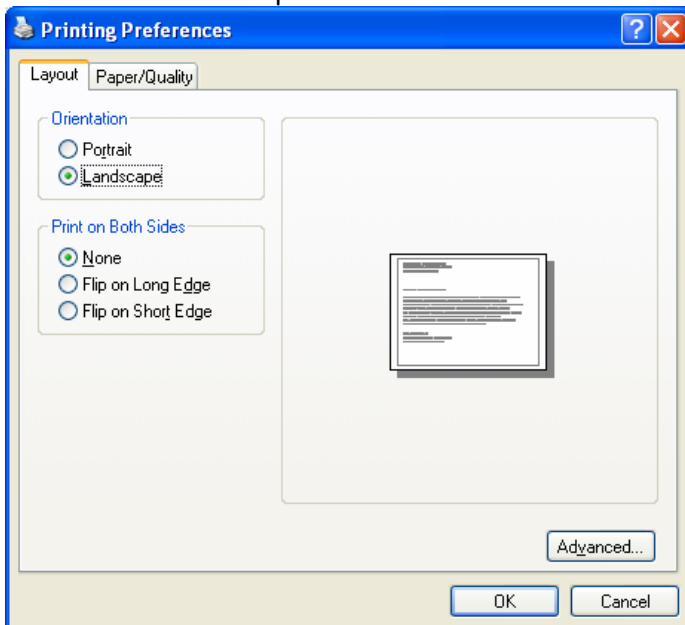 Printing Preferences
Layout
Paper/Quality
Orientation
Portrait
Landscape
Print on Both Sides
None
Flip on Long Edge
Flip on Short Edge
Advanced...
OK
Cancel